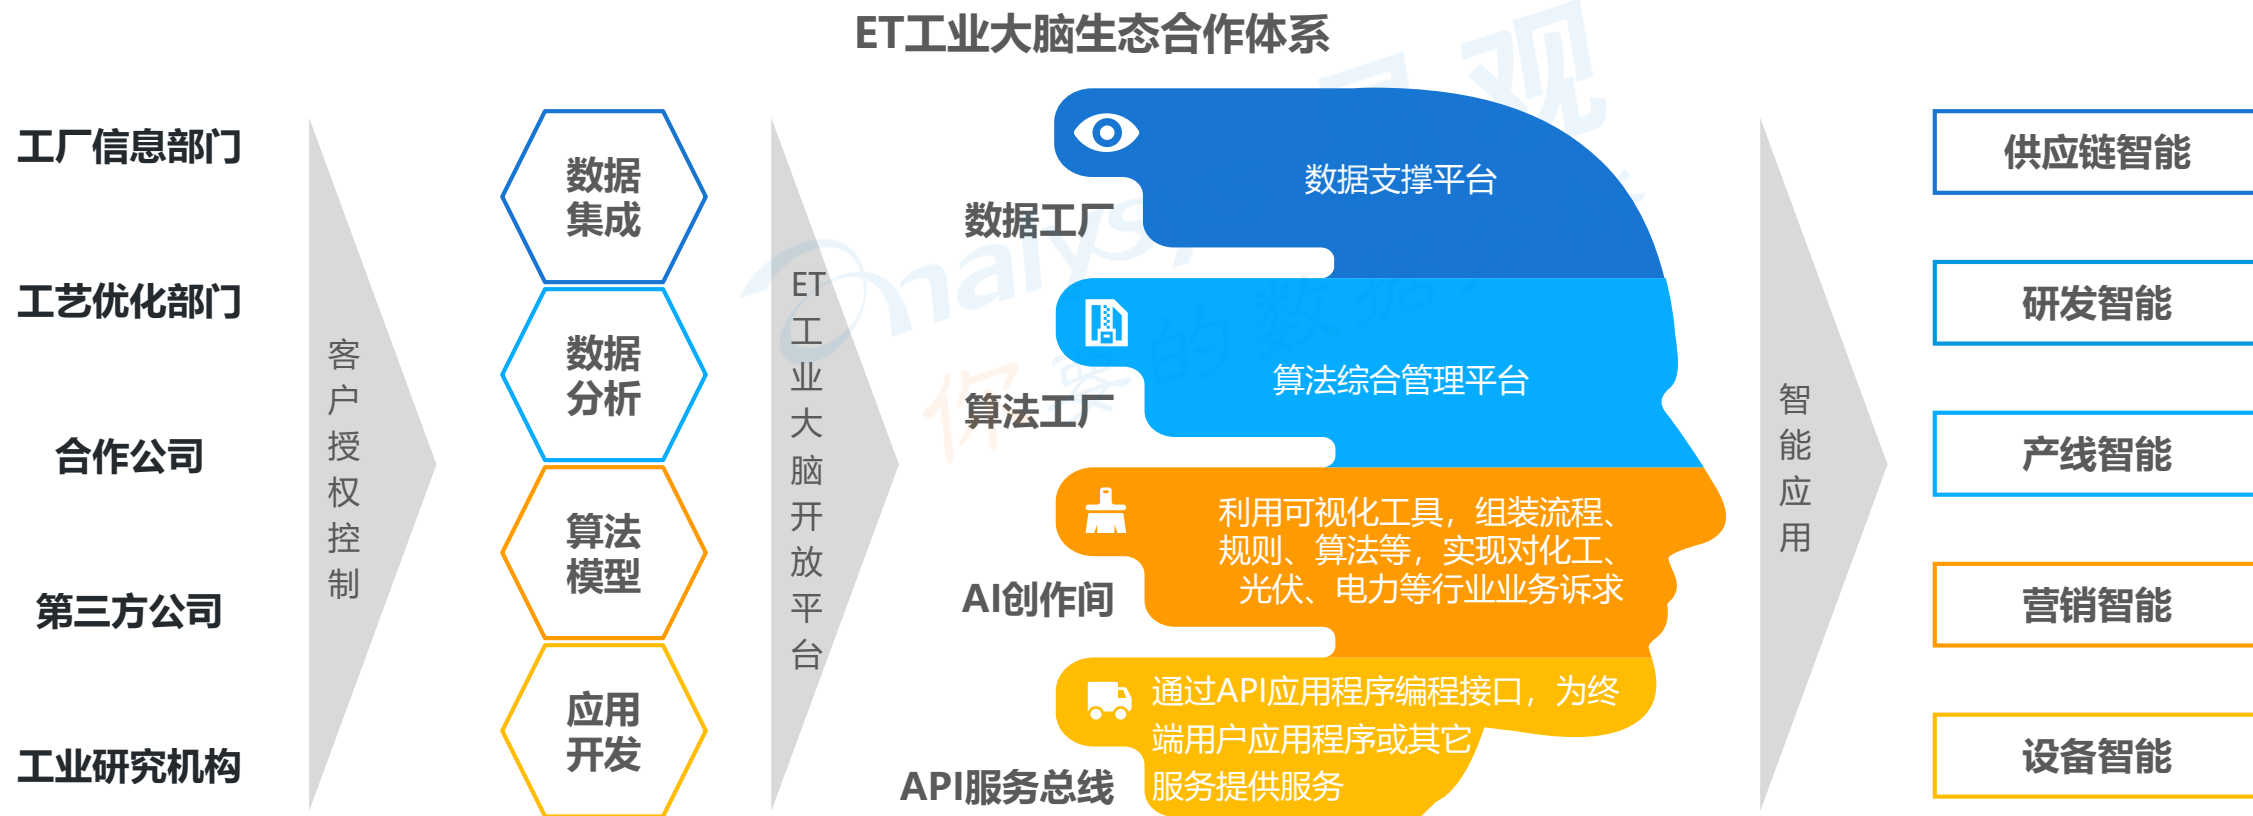 ET工业大脑生态合作体系
工厂信息部门
工艺优化部门
合作公司
第三方公司
工业研究机构
客户授权控制
数据
集成
数据
分析
算法
模型
应用
开发
ET工业大脑开放平台
数据工厂
数据支撑平台
算法工厂
算法综合管理平台
AI创作间
利用可视化工具，组装流程、
规则、算法等，实现对化工、
光伏、电力等行业业务诉求
API服务总线
通过API应用程序编程接口，为终
端用户应用程序或其它
服务提供服务
智能应用
供应链智能
研发智能
产线智能
营销智能
设备智能
你要的数据